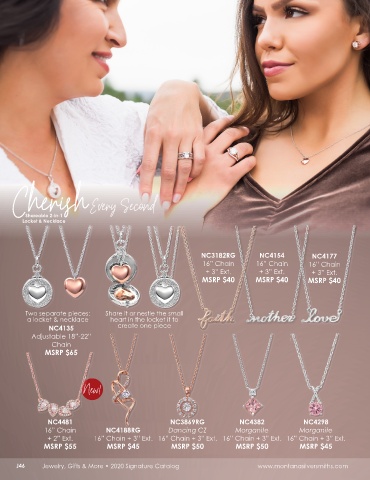 Cherish Every Second
Shareable 2 in 1
Locket & Necklace
Two separate pieces:
a locket & necklace
NC4135
Adjustable 18"-22"
Chain
MSRP $65
Share it or nestle the small
heart in the locket it to
create one piece
NC3182RG
16" Chain
+ 3" Ext.
MSRP $40
NC4154
16" Chain
+ 3" Ext.
MSRP $40
NC4177
16" Chain
+ 3" Ext.
MSRP $40
faith
mother
love
New!
NC4481
16" Chain
+ 2" Ext.
MSRP $55
NC4188RG
16" Chain + 3" Ext.
MSRP $45
NC3869RG
Dancing CZ
16" Chain + 3" Ext.
MSRP $50
NC4382
Morganite
16" Chain + 3" Ext.
MSRP $50
NC4298
Morganite
16" Chain + 3" Ext.
MSRP $45
J46
Jewelry, Gifts & More • 2020 Signature Catalog
www.montanasilversmiths.com